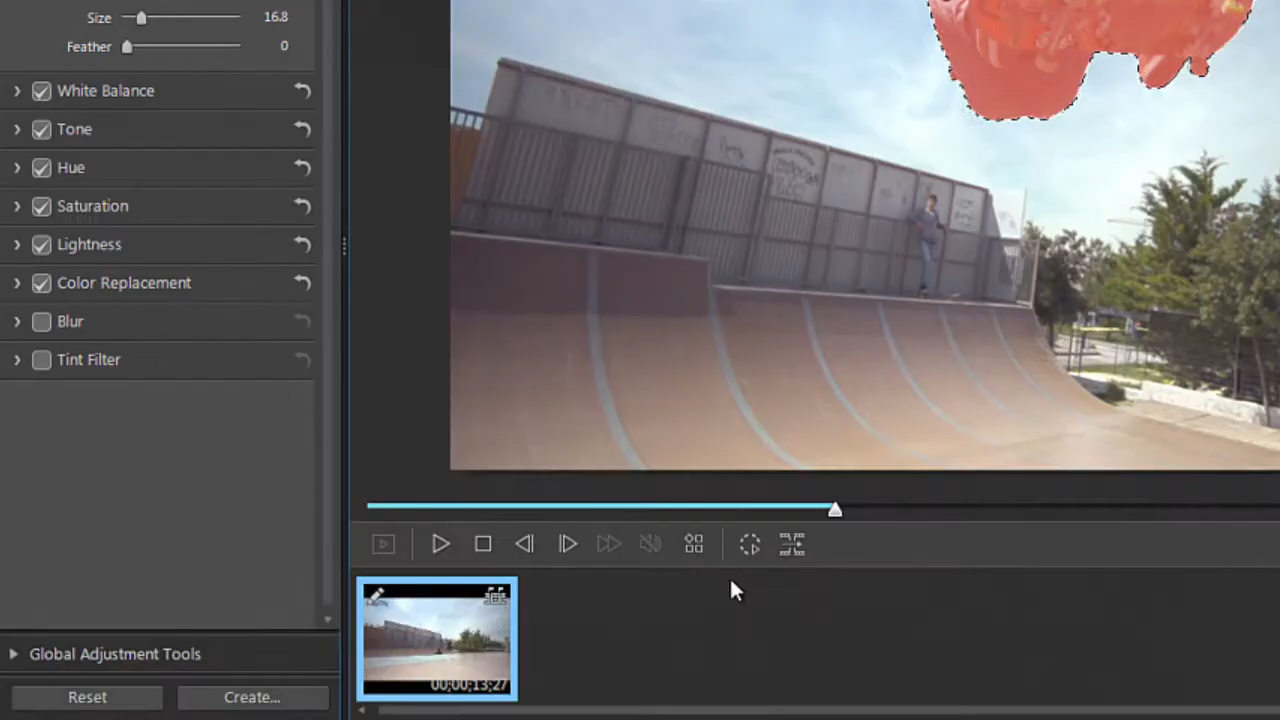 Size 16.8
Feather 0
White Balance
Tone
Hue
Saturation
Lightness
Color Replacement
Blur
Tint Filter
00;00;13;27
Global Adjustment Tools
Reset Create...